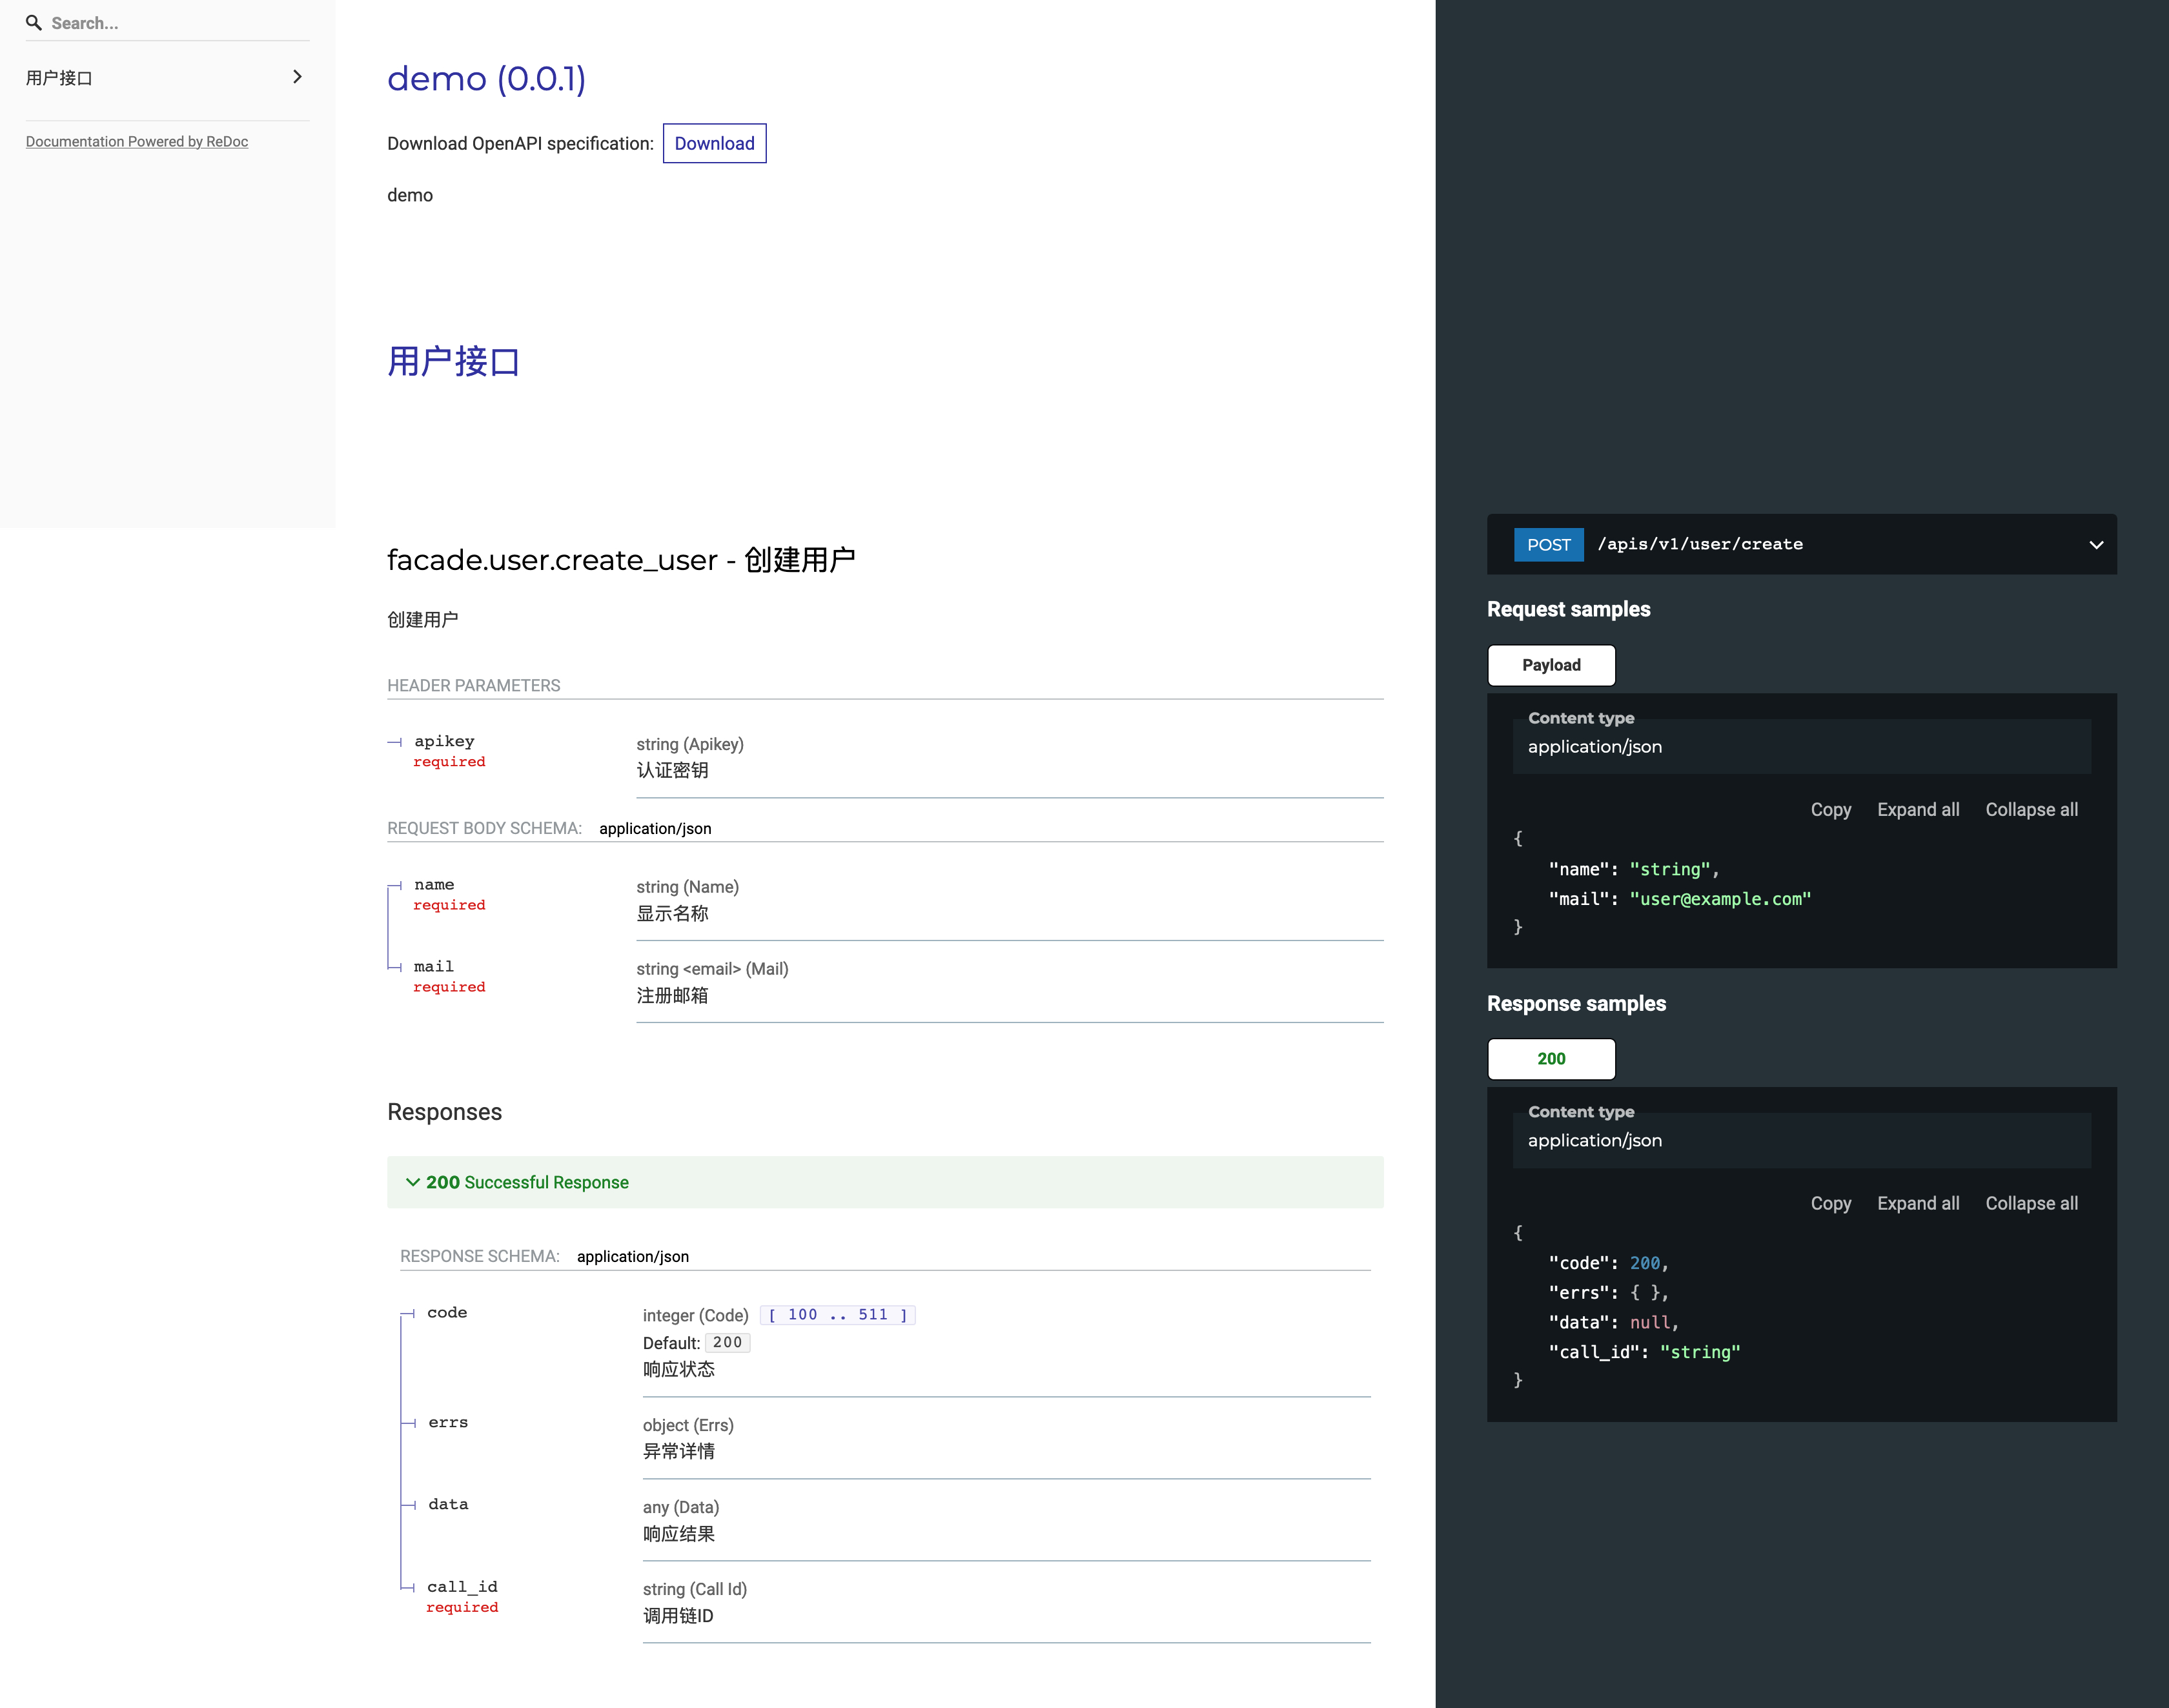 Search...
用户接口
Documentation Powered by ReDoc
demo (0.0.1)
Download OpenAPI specification: Download
demo
用户接口
facade.user.create_user - 创建用户
创建用户
HEADER PARAMETERS
apikey
required
string (Apikey)
认证密钥
REQUEST BODY SCHEMA: application/json
name
required
string (Name)
显示名称
mail
required
string <email> (Mail)
注册邮箱
Responses
200 Successful Response
RESPONSE SCHEMA: application/json
code
integer (Code) [ 100 .. 511 ]
Default: 200
响应状态
errs
object (Errs)
异常详情
data
any (Data)
响应结果
call_id
required
string (Call Id)
调用链ID
POST /apis/v1/user/create
Request samples
Payload
Content type
application/json
Copy Expand all Collapse all
{
"name": "string",
"mail": "user@example.com"
}
Response samples
200
Content type
application/json
Copy Expand all Collapse all
{
"code": 200,
"errs": { },
"data": null,
"call_id": "string"
}